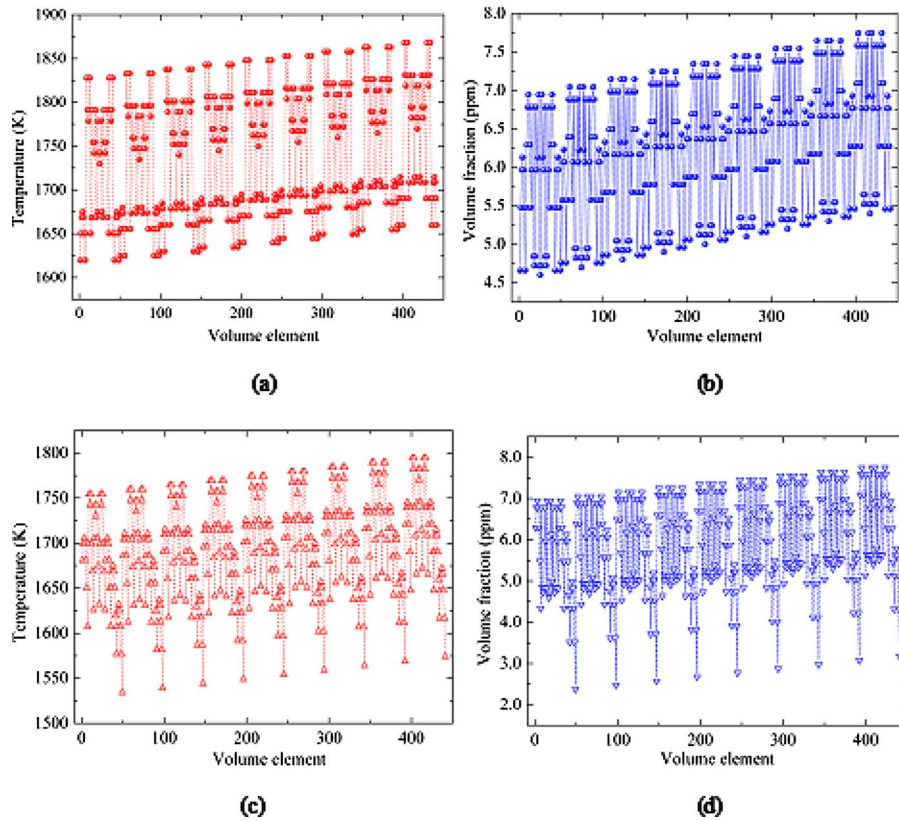 1900
1850
1800
1750
1700
1650
1600
Temperature (K)
0 100 200 300 400
Volume element
(a)
8.0
7.5
7.0
6.5
6.0
5.5
5.0
4.5
Volume fraction (ppm)
0 100 200 300 400
Volume element
(b)
1800
1750
1700
1650
1600
1550
1500
Temperature (K)
0 100 200 300 400
Volume element
(c)
8.0
7.0
6.0
5.0
4.0
3.0
2.0
Volume fraction (ppm)
0 100 200 300 400
Volume element
(d)